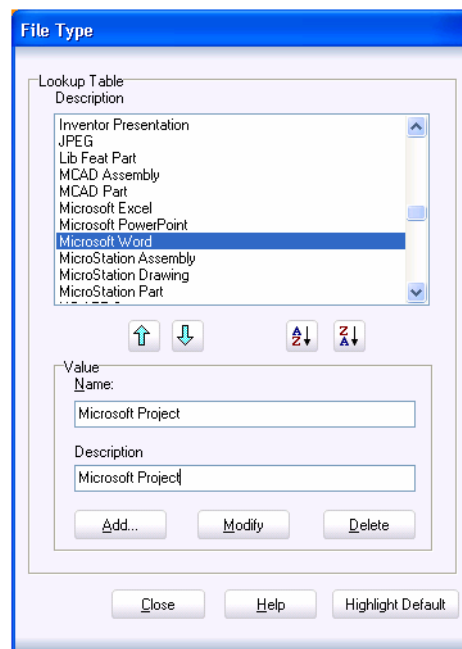 File Type
Lookup Table
Description
Inventor Presentation
JPEG
Lib Feat Part
MCAD Assembly
MCAD Part
Microsoft Excel
Microsoft PowerPoint
Microsoft Word
MicroStation Assembly
MicroStation Drawing
MicroStation Part
A Z
Z A
Value
Name:
Microsoft Project
Description
Microsoft Project
Add... Modify Delete
Close Help Highlight Default